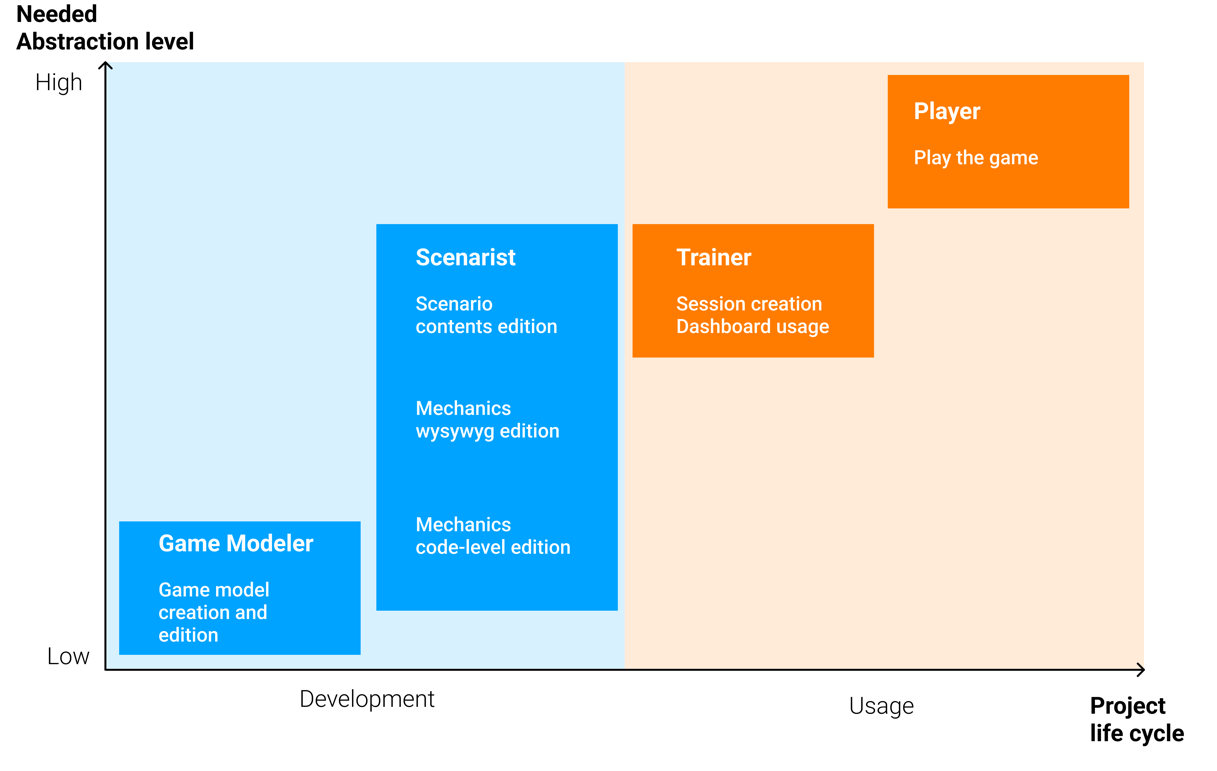 Needed
Abstraction level
High
Player
Play the game
Scenarist
Scenario
contents edition
Mechanics
wysywyg edition
Mechanics
code-level edition
Trainer
Session creation
Dashboard usage
Game Modeler
Game model
creation and
edition
Low
Development
Usage
Project
life cycle